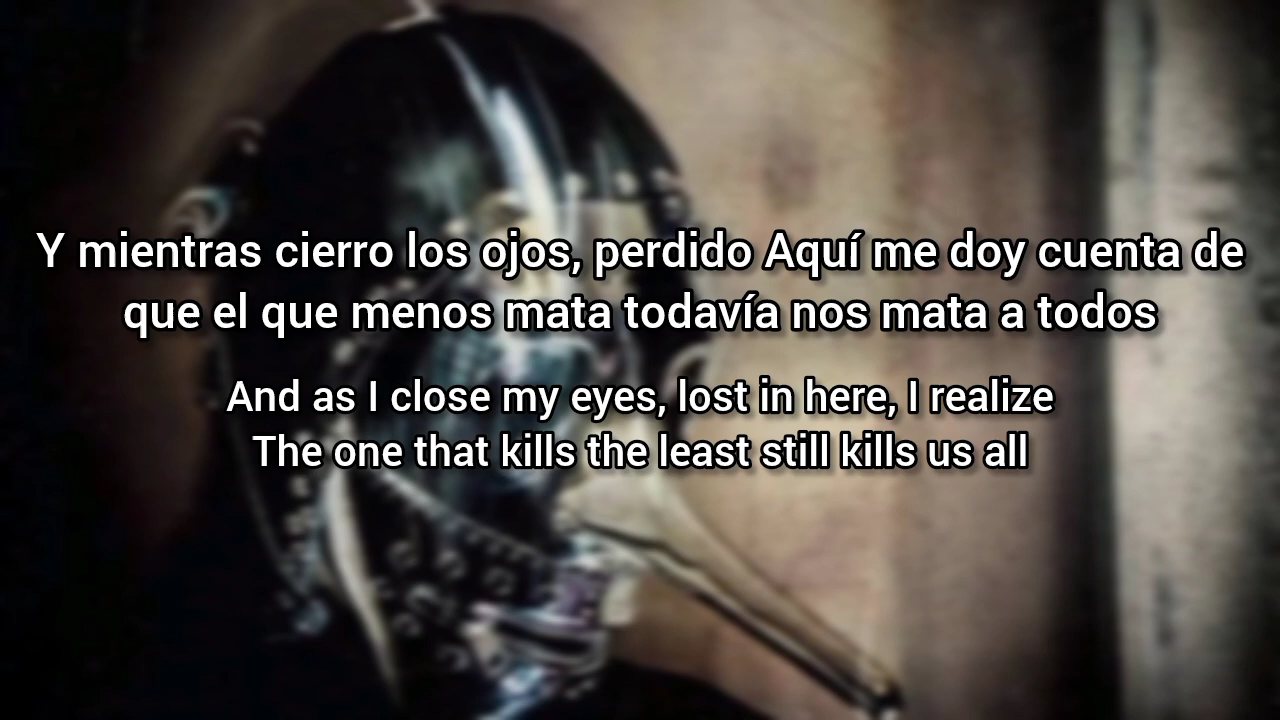 Y mientras cierro los ojos, perdido Aquí me doy cuenta de
que el que menos mata todavía nos mata a todos
And as I close my eyes, lost in here, I realize
The one that kills the least still kills us all